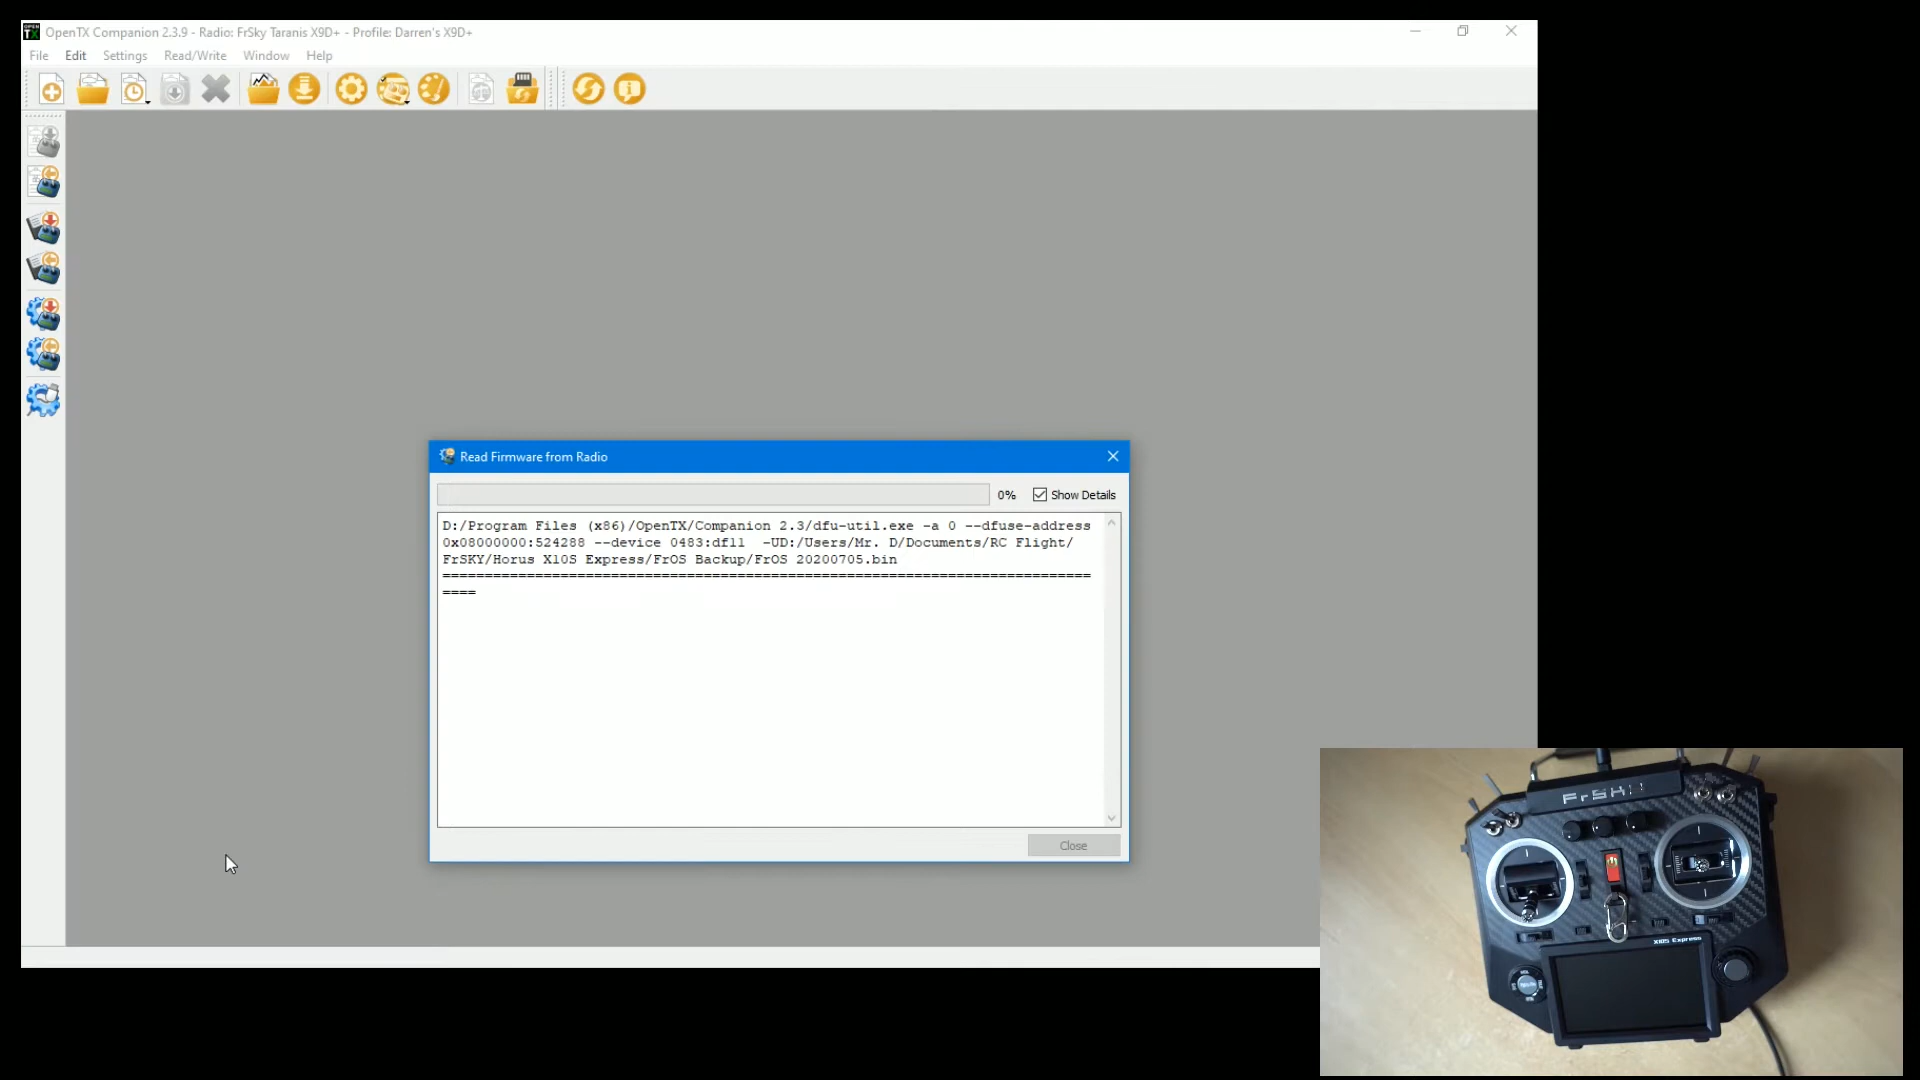 OpenTX Companion 2.3.9 - Radio: FrSky Taranis X9D+ - Profile: Darren's X9D+
File Edit Settings Read/Write Window Help
Read Firmware from Radio
0% Show Details
D:/Program Files (x86)/OpenTX/Companion 2.3/dfu-util.exe -a 0 --dfuse-address
0x08000000:524288 --device 0483:df11  -UD:/Users/Mr. D/Documents/RC Flight/
FrSKY/Horus X10S Express/FrOS Backup/FrOS 20200705.bin
=============================================================================
====
Close
FrSKY
X10S Express